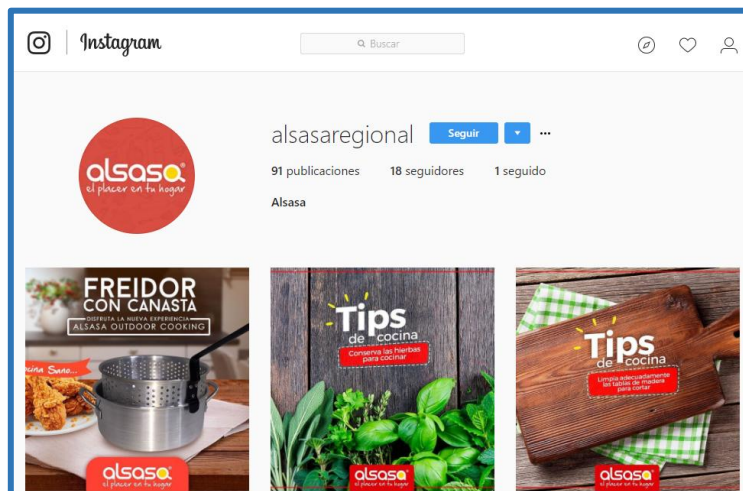 Instagram
Buscar
alsasaregional Seguir
91 publicaciones 18 seguidores 1 seguido
Alsasa
alsasa
el placer en tu hogar
FREIDOR
CON CANASTA
DISFRUTA LA NUEVA EXPERIENCIA
ALSASA OUTDOOR COOKING
Sano...
alsasa
el placer en tu hogar
Tips
de cocina
Conserva las hierbas
para cocinar
alsasa
el placer en tu hogar
Tips
de cocina
Limpia adecuadamente
las tablas de madera
para cortar
alsasa
el placer en tu hogar